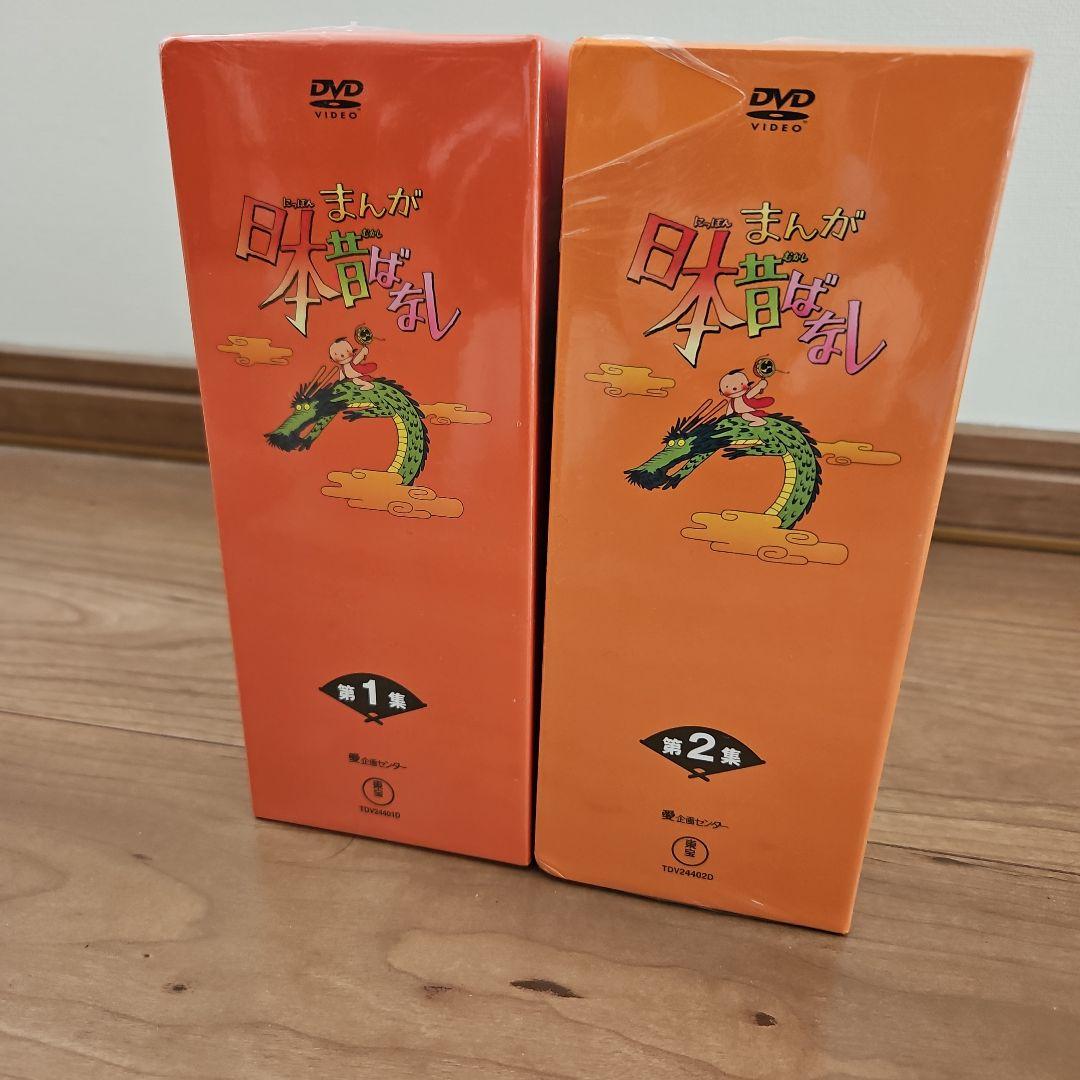 DVD
VIDEO
まんが
にっぽん
日本
むかし
昔ばなし
第1集
愛企画センター
東宝
TDV24401D
DVD
VIDEO
まんが
にっぽん
日本
むかし
昔ばなし
第2集
愛企画センター
東宝
TDV24402D